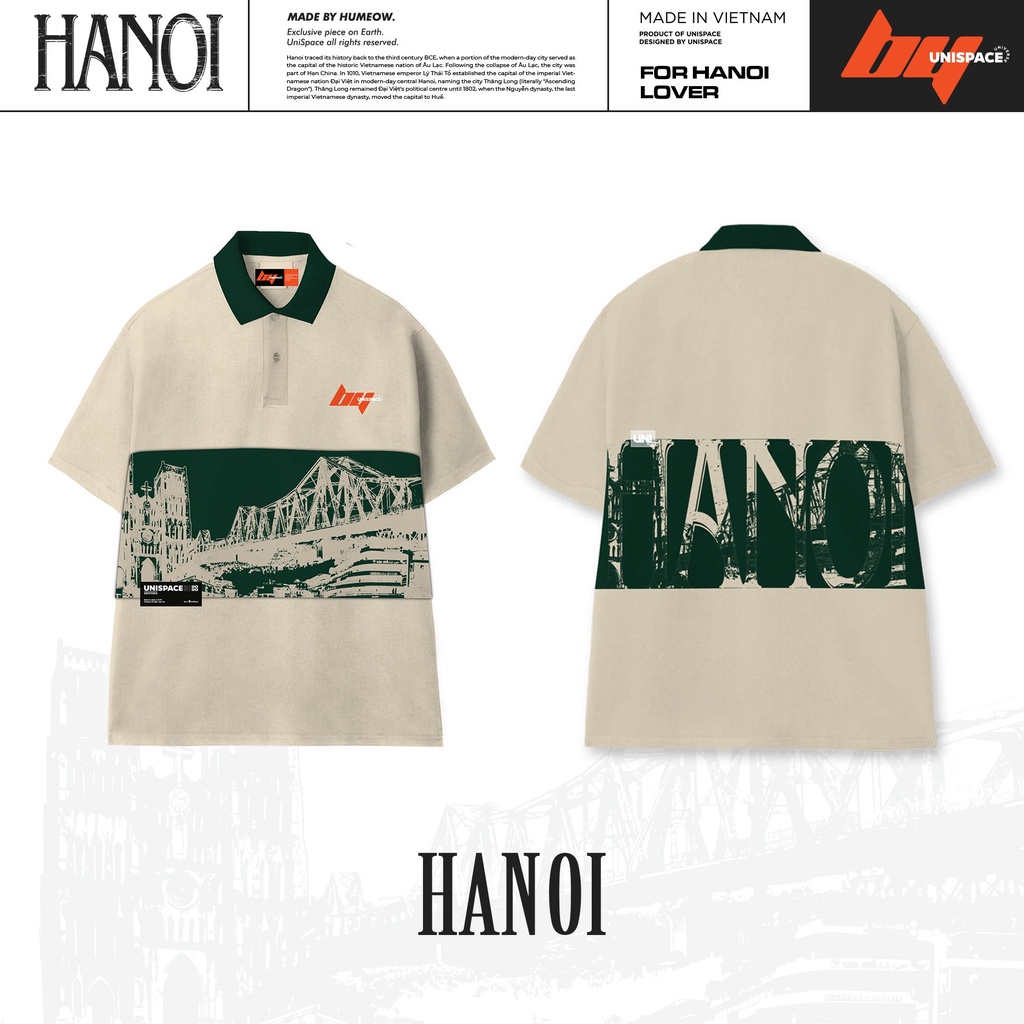 HANOI
MADE BY HUMEOW.
Exclusive piece on Earth.
UniSpace all rights reserved.
Hanoi traced its history back to the third century BCE, when a portion of the modern-day city served as
the capital of the historic Vietnamese nation of Âu Lạc. Following the collapse of Âu Lạc, the city was
part of Han China. In 1010, Vietnamese emperor Lý Thái Tổ established the capital of the imperial Viet-
namese nation Đại Việt in modern-day central Hanoi, naming the city Thăng Long (literally "Ascending
Dragon"). Thăng Long remained Đại Việt's political centre until 1802, when the Nguyễn dynasty, the last
imperial Vietnamese dynasty, moved the capital to Huế.
MADE IN VIETNAM
PRODUCT OF UNISPACE
DESIGNED BY UNISPACE
FOR HANOI
LOVER
by UNISPACE
by
by UNISPACE
UNISPACE
UNI
HANOI
HANOI